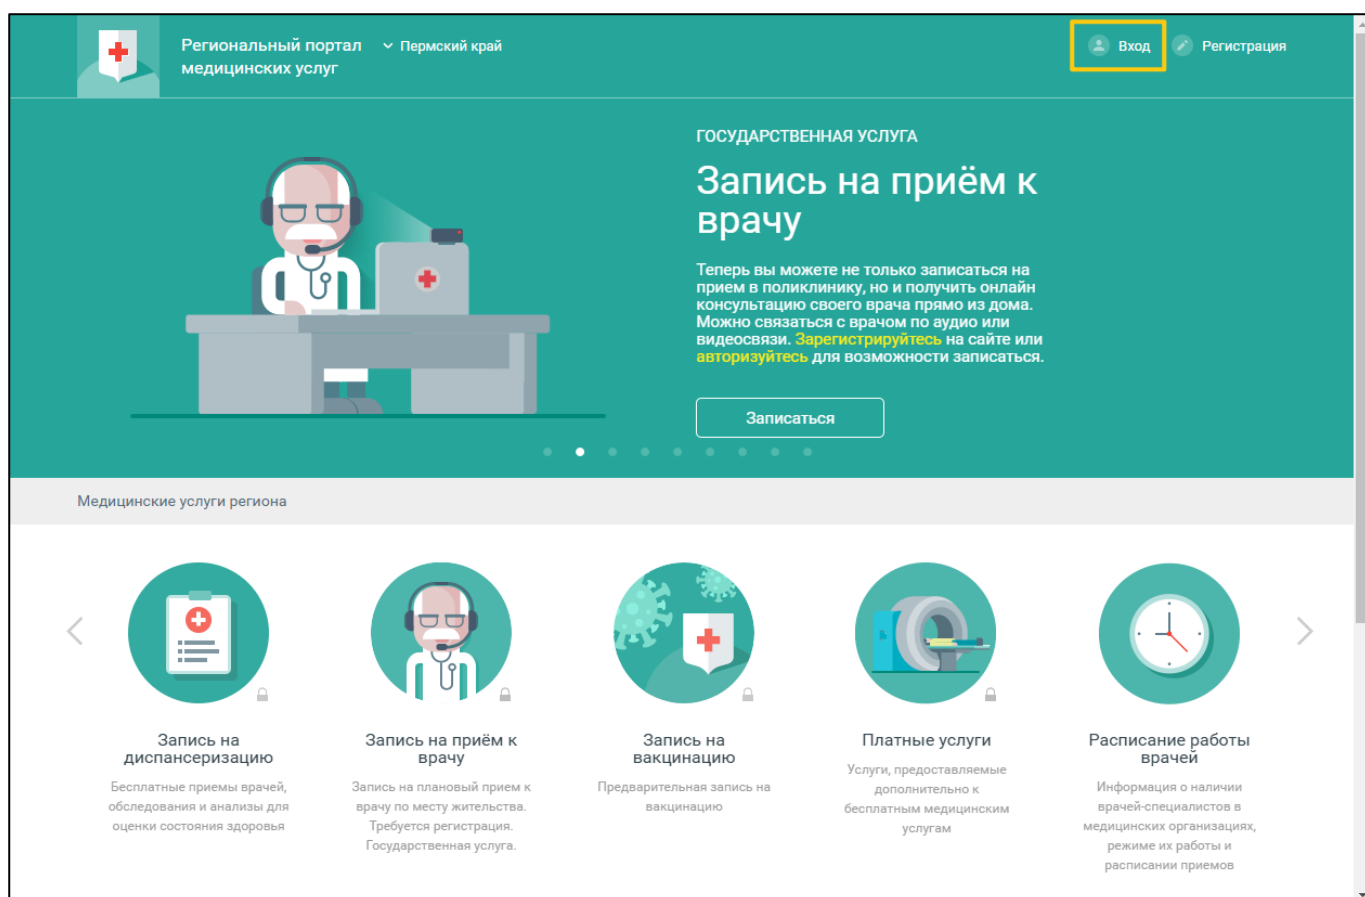 Региональный портал
медицинских услуг
Пермский край
Вход
Регистрация
ГОСУДАРСТВЕННАЯ УСЛУГА
Запись на приём к
врачу
Теперь вы можете не только записаться на
прием в поликлинику, но и получить онлайн
консультацию своего врача прямо из дома.
Можно связаться с врачом по аудио или
видеосвязи. Зарегистрируйтесь на сайте или
авторизуйтесь для возможности записаться.
Записаться
Медицинские услуги региона
Запись на
диспансеризацию
Бесплатные приемы врачей,
обследования и анализы для
оценки состояния здоровья
Запись на приём к
врачу
Запись на плановый прием к
врачу по месту жительства.
Требуется регистрация.
Государственная услуга.
Запись на
вакцинацию
Предварительная запись на
вакцинацию
Платные услуги
Услуги, предоставляемые
дополнительно к
бесплатным медицинским
услугам
Расписание работы
врачей
Информация о наличии
врачей-специалистов в
медицинских организациях,
режиме их работы и
расписании приемов